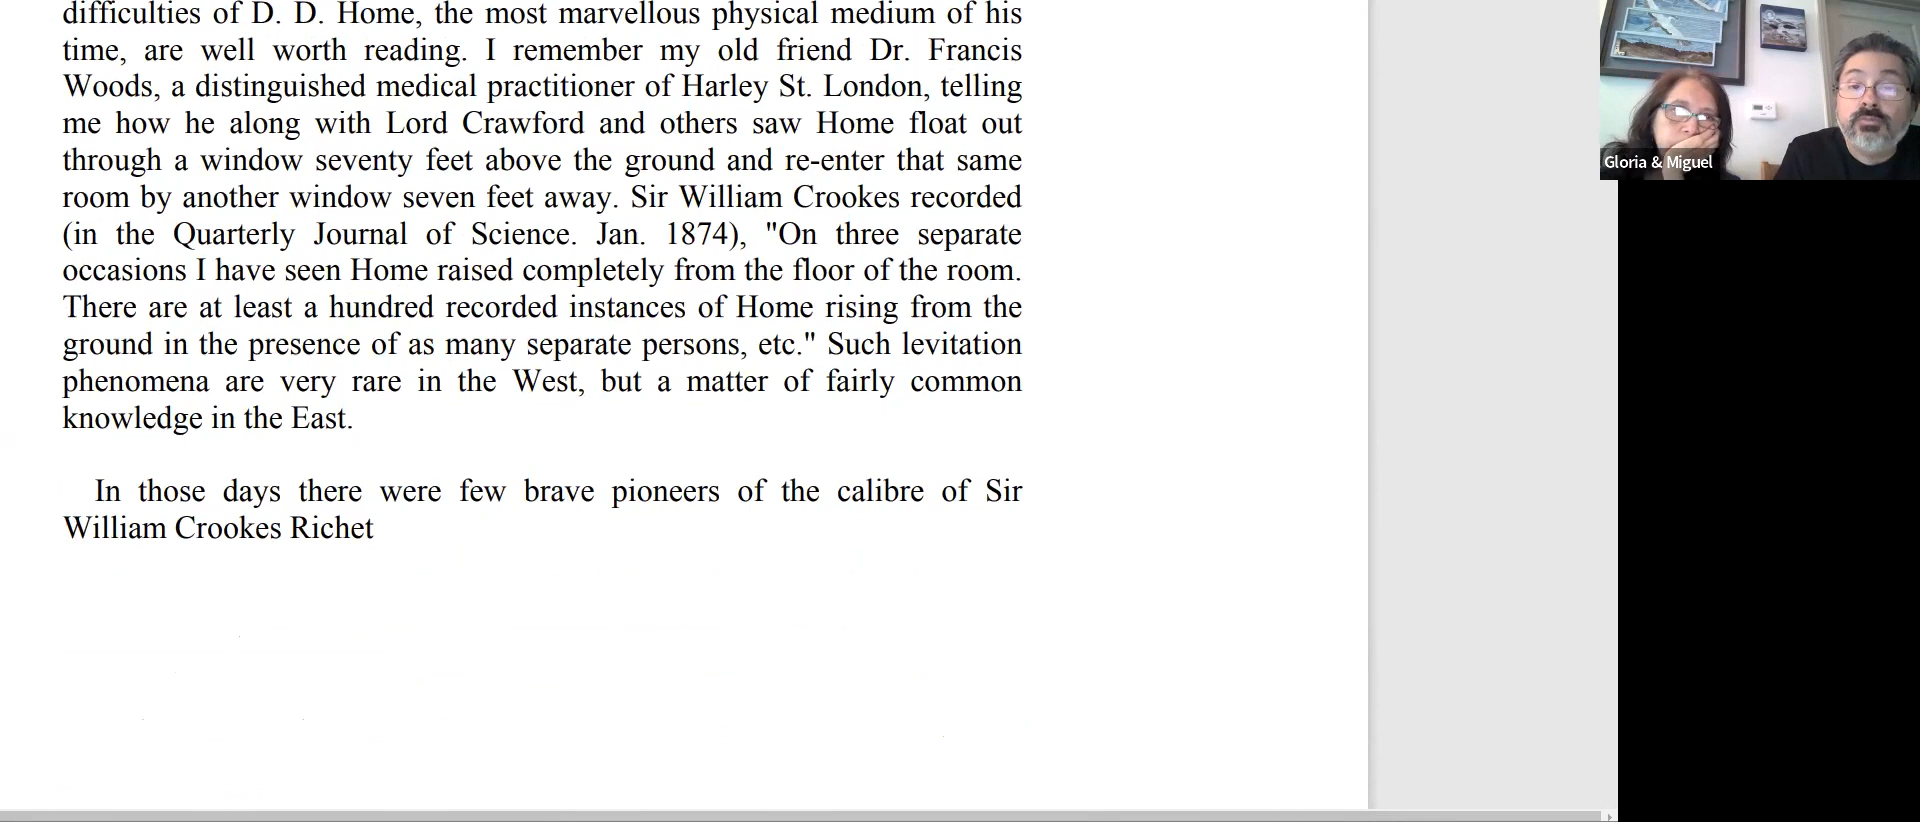 difficulties of D. D. Home, the most marvellous physical medium of his
time, are well worth reading. I remember my old friend Dr. Francis
Woods, a distinguished medical practitioner of Harley St. London, telling
me how he along with Lord Crawford and others saw Home float out
through a window seventy feet above the ground and re-enter that same
room by another window seven feet away. Sir William Crookes recorded
(in the Quarterly Journal of Science. Jan. 1874), "On three separate
occasions I have seen Home raised completely from the floor of the room.
There are at least a hundred recorded instances of Home rising from the
ground in the presence of as many separate persons, etc." Such levitation
phenomena are very rare in the West, but a matter of fairly common
knowledge in the East.
In those days there were few brave pioneers of the calibre of Sir
William Crookes Richet
Gloria & Miguel